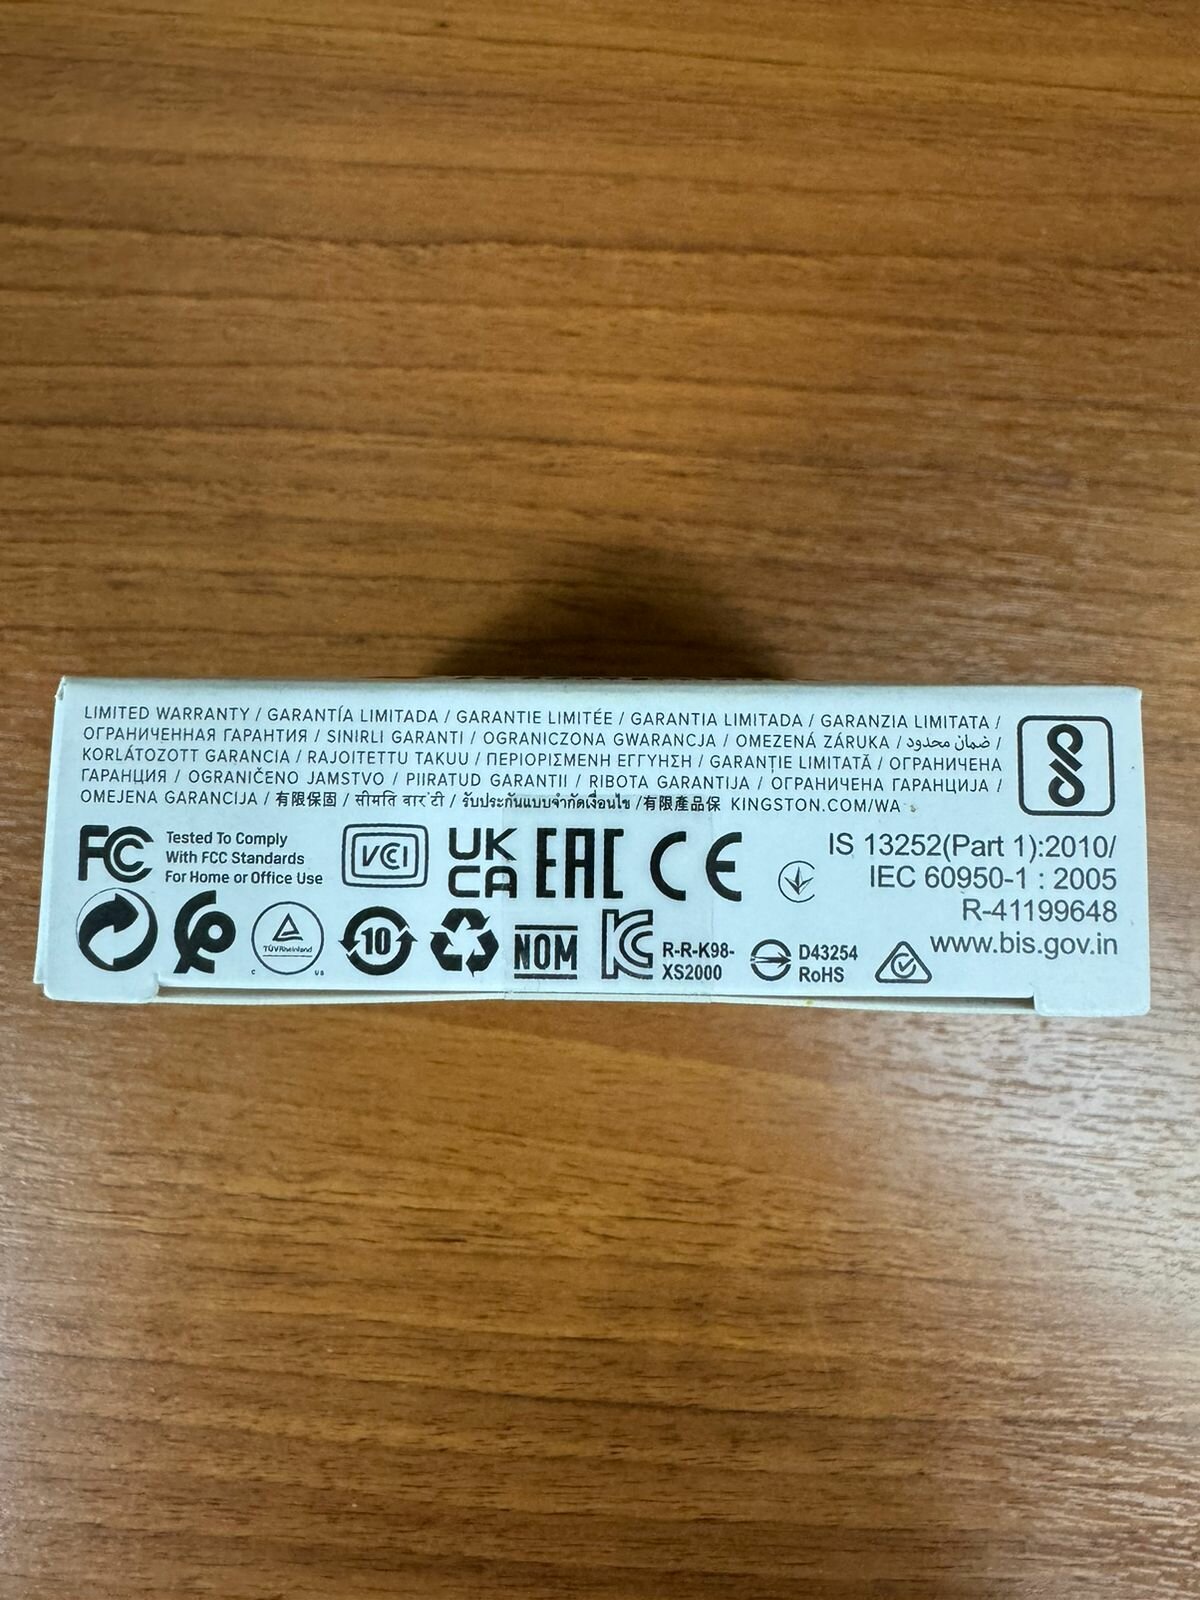 LIMITED WARRANTY / GARANTÍA LIMITADA / GARANTIE LIMITÉE / GARANTIA LIMITADA / GARANZIA LIMITATA /
ОГРАНИЧЕННАЯ ГАРАНТИЯ / SINIRLI GARANTI / OGRANICZONA GWARANCJA / OMEZENÁ ZÁRUKA / ضمان محدود /
KORLÁTOZOTT GARANCIA / RAJOITETTU TAKUU / ΠΕΡΙΟΡΙΣΜΕΝΗ ΕΓΓΥΗΣΗ / GARANȚIE LIMITATĂ / ОГРАНИЧЕНА
ГАРАНЦИЯ / OGRANIČENO JAMSTVO / PIIRATUD GARANTII / RIBOTA GARANTIJA / ОГРАНИЧЕНА ГАРАНЦИЈА /
OMEJENA GARANCIJA / 有限保固 / सीमति वारंटी / รับประกันแบบจำกัดเงื่อนไข /有限產品保 KINGSTON.COM/WA
FC Tested To Comply
With FCC Standards
For Home or Office Use
VCCI
UK
CA
EAC
CE
IS 13252(Part 1):2010/
IEC 60950-1 : 2005
R-41199648
www.bis.gov.in
TÜVRheinland
C US
10
NOM
KC
R-R-K98-
XS2000
D43254
RoHS